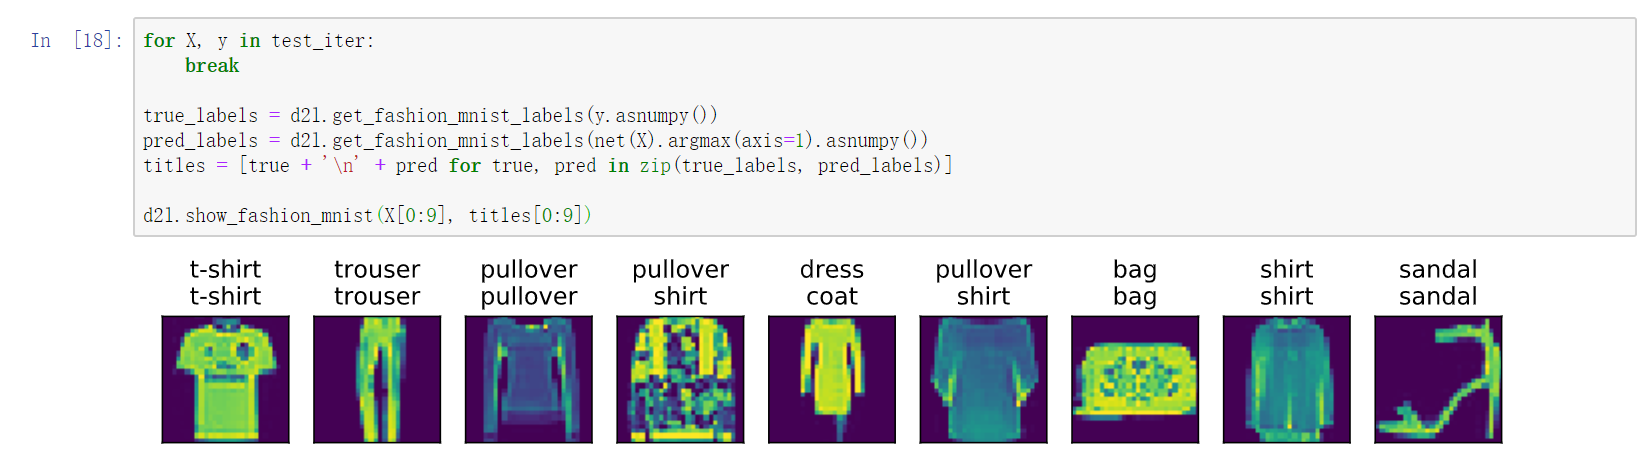 In [18]: for X, y in test_iter:
    break
true_labels = d2l.get_fashion_mnist_labels(y.asnumpy())
pred_labels = d2l.get_fashion_mnist_labels(net(X).argmax(axis=1).asnumpy())
titles = [true + '\n' + pred for true, pred in zip(true_labels, pred_labels)]
d2l.show_fashion_mnist(X[0:9], titles[0:9])
t-shirt trouser pullover pullover dress pullover bag shirt sandal
t-shirt trouser pullover shirt coat shirt bag shirt sandal